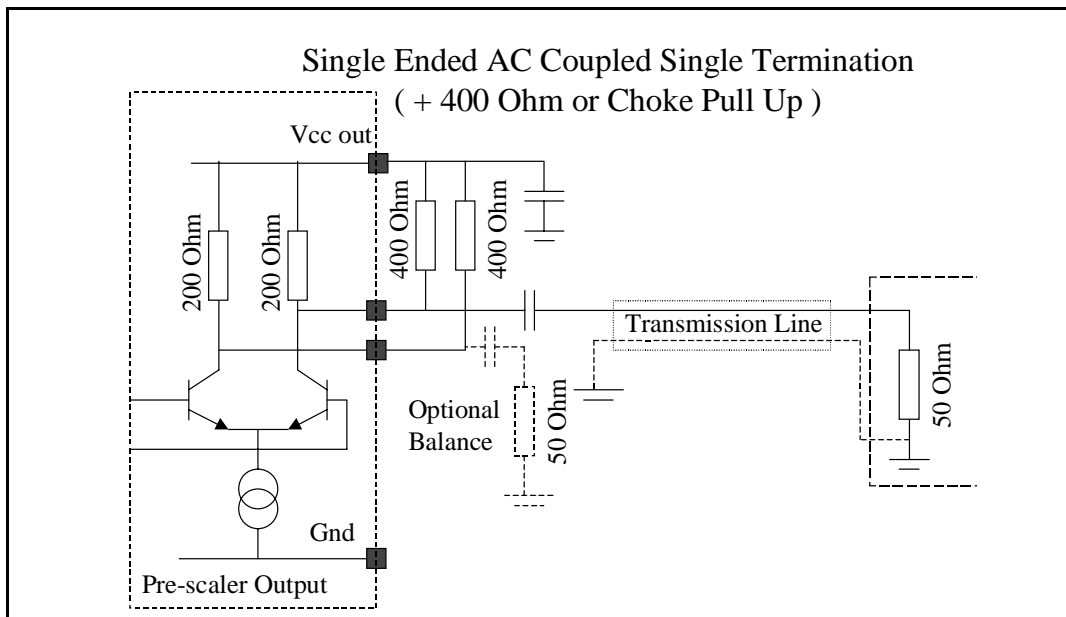 Single Ended AC Coupled Single Termination
( + 400 Ohm or Choke Pull Up )
Vcc out
200 Ohm
200 Ohm
400 Ohm
400 Ohm
Transmission Line
50 Ohm
Optional
Balance
50 Ohm
Gnd
Pre-scaler Output